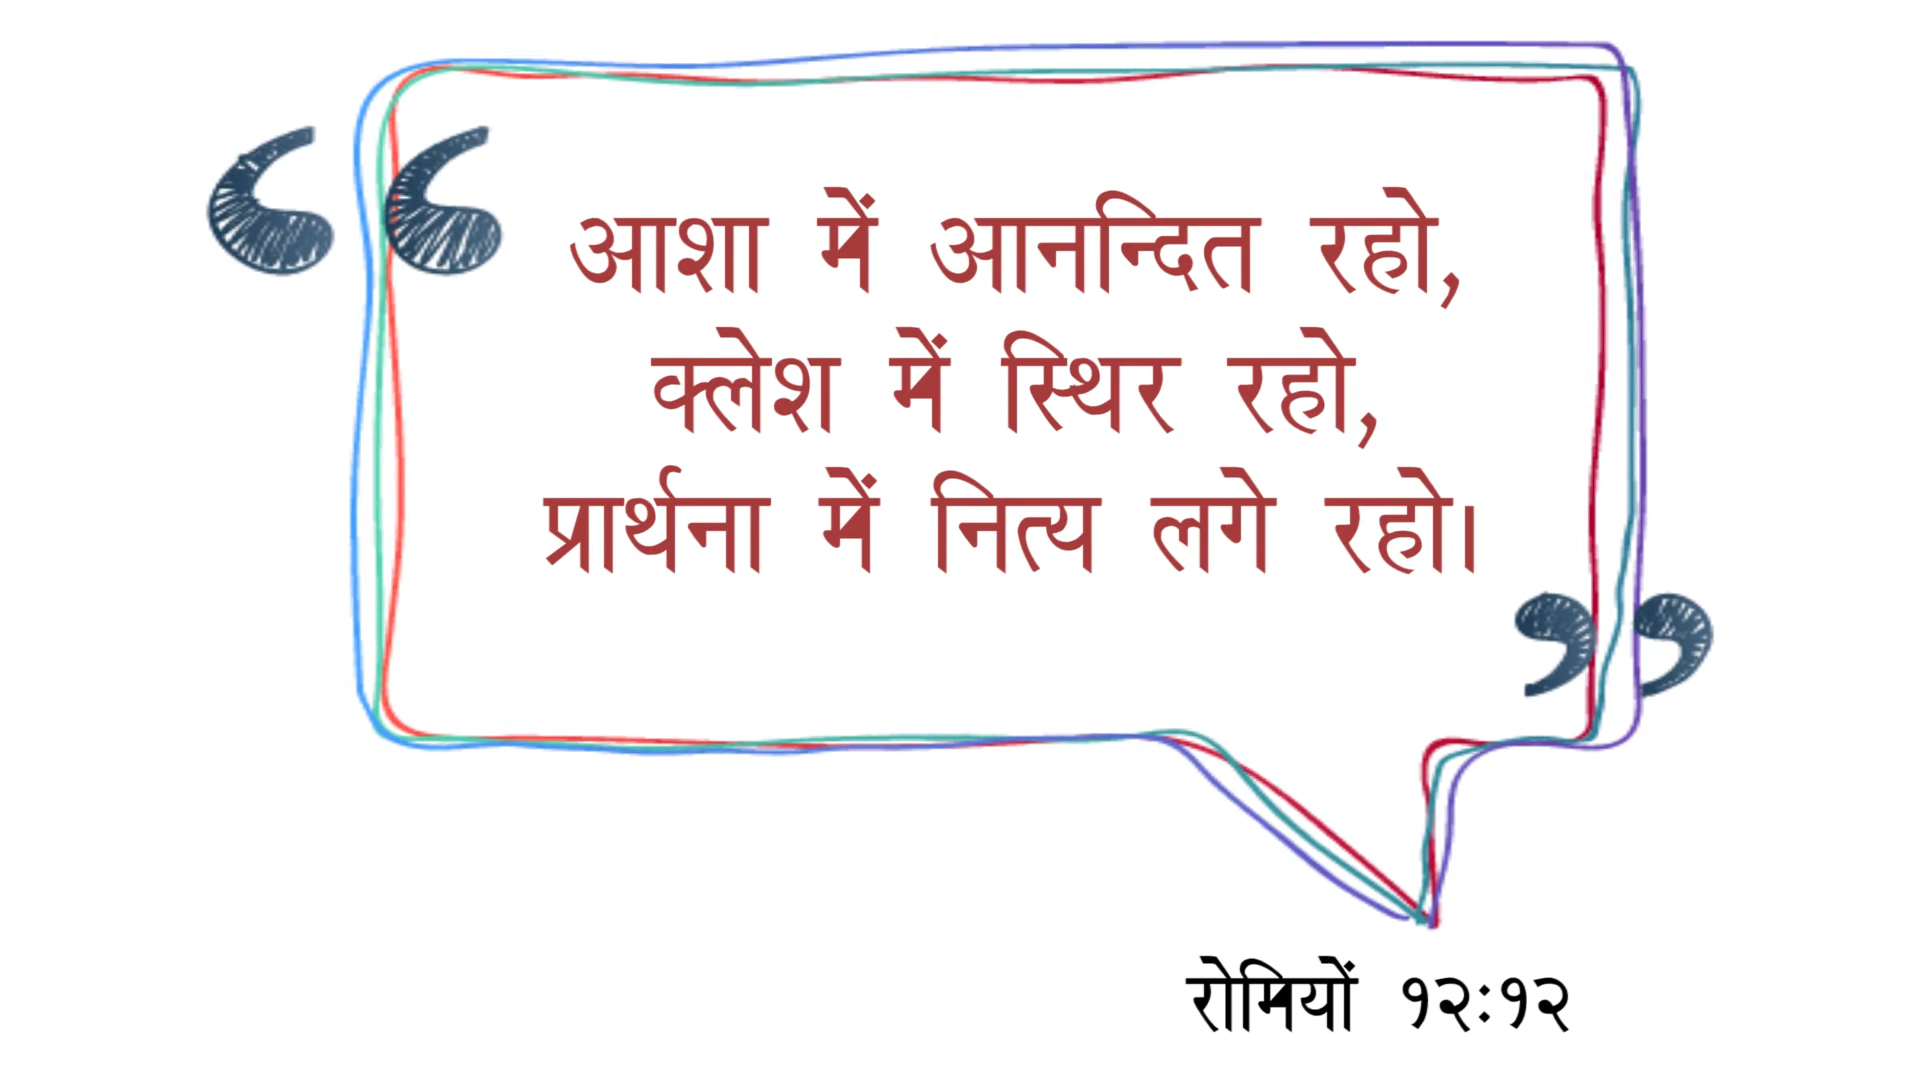 “आशा में आनन्दित रहो,
क्लेश में स्थिर रहो,
प्रार्थना में नित्य लगे रहो।”
रोमियों १२:१२